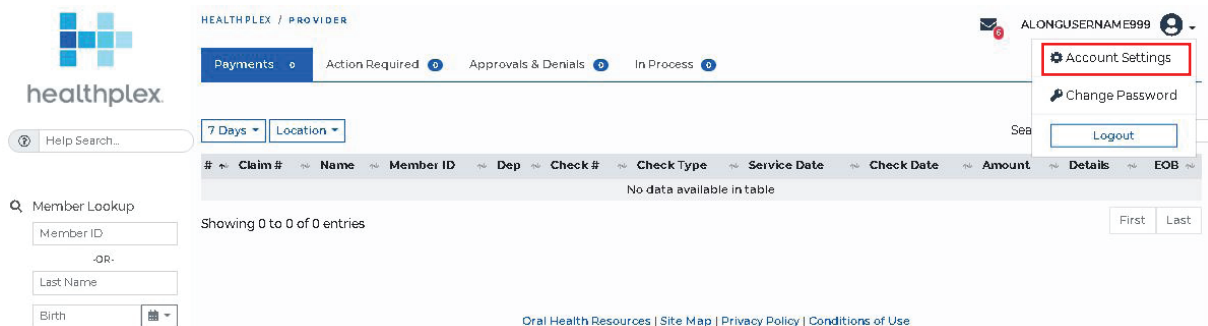 HEALTHPLEX / PROVIDER
6
ALONGUSERNAME999
healthplex.
Help Search...
Member Lookup
Member ID
-OR-
Last Name
Birth
Payments 0 Action Required 0 Approvals & Denials 0 In Process 0
Account Settings
Change Password
Logout
7 Days Location
Sea
# Claim # Name Member ID Dep Check # Check Type Service Date Check Date Amount Details EOB
No data available in table
Showing 0 to 0 of 0 entries
First Last
Oral Health Resources | Site Map | Privacy Policy | Conditions of Use